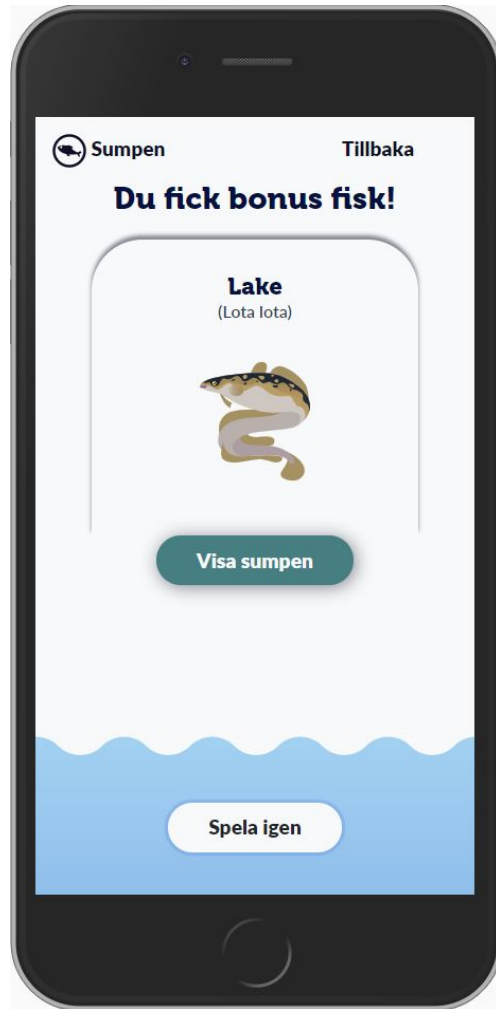 Sumpen
Tillbaka
Du fick bonus fisk!
Lake
(Lota lota)
Visa sumpen
Spela igen